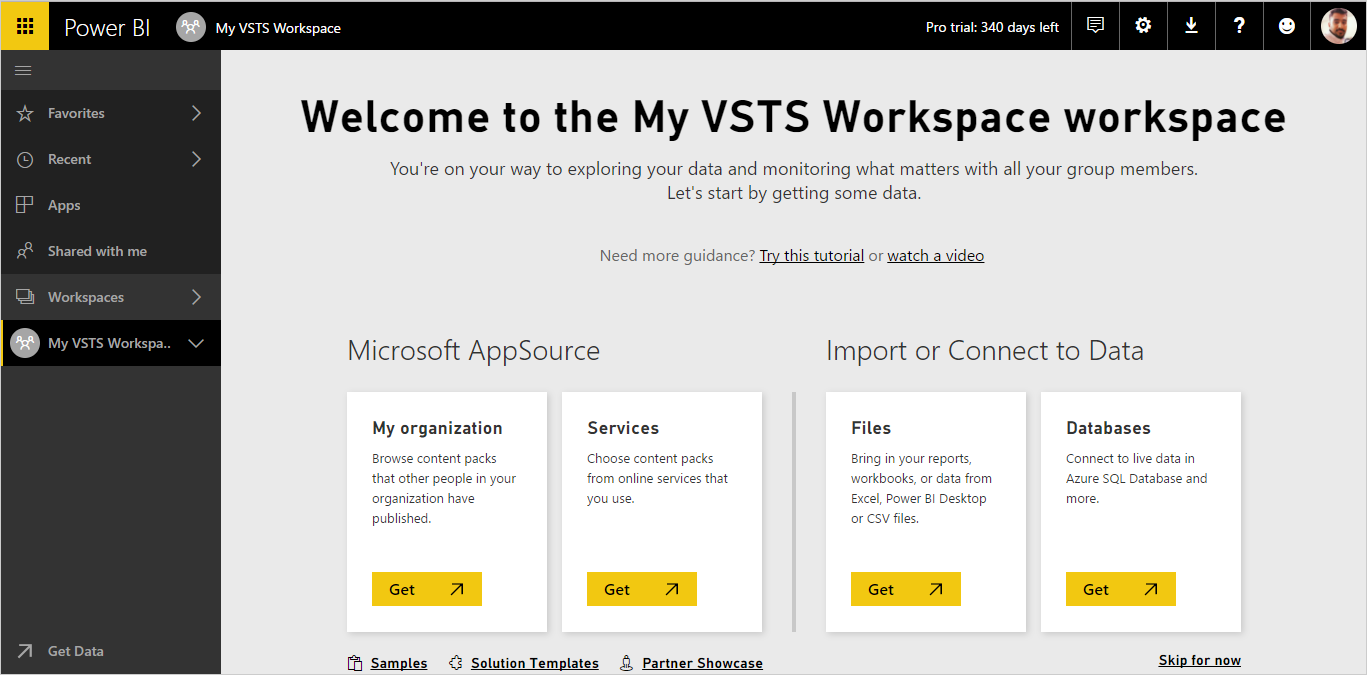 Power BI
My VSTS Workspace
Pro trial: 340 days left
Favorites
Recent
Apps
Shared with me
Workspaces
My VSTS Workspa..
Get Data
Welcome to the My VSTS Workspace workspace
You're on your way to exploring your data and monitoring what matters with all your group members.
Let's start by getting some data.
Need more guidance? Try this tutorial or watch a video
Microsoft AppSource
My organization
Browse content packs
that other people in your
organization have
published.
Get
Services
Choose content packs
from online services that
you use.
Get
Import or Connect to Data
Files
Bring in your reports,
workbooks, or data from
Excel, Power BI Desktop
or CSV files.
Get
Databases
Connect to live data in
Azure SQL Database and
more.
Get
Samples
Solution Templates
Partner Showcase
Skip for now